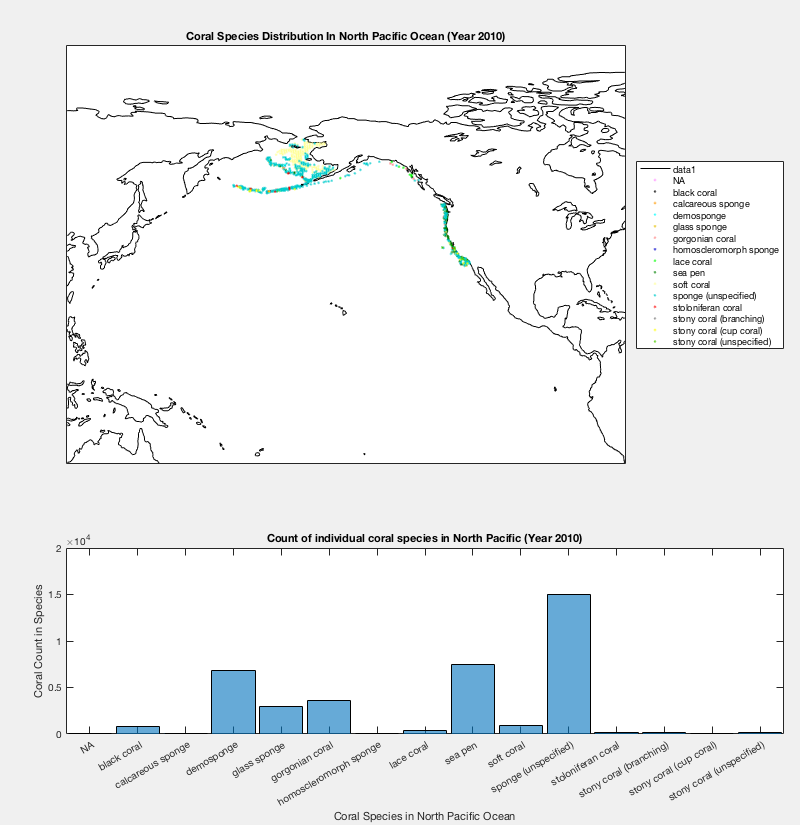 Coral Species Distribution In North Pacific Ocean (Year 2010)
data1
NA
black coral
calcareous sponge
demosponge
glass sponge
gorgonian coral
homoscleromorph sponge
lace coral
sea pen
soft coral
sponge (unspecified)
stoloniferan coral
stony coral (branching)
stony coral (cup coral)
stony coral (unspecified)
Count of individual coral species in North Pacific (Year 2010)
×10^4
2
1.5
1
0.5
0
Coral Count in Species
NA
black coral
calcareous sponge
demosponge
glass sponge
gorgonian coral
homoscleromorph sponge
lace coral
sea pen
soft coral
sponge (unspecified)
stoloniferan coral
stony coral (branching)
stony coral (cup coral)
stony coral (unspecified)
Coral Species in North Pacific Ocean